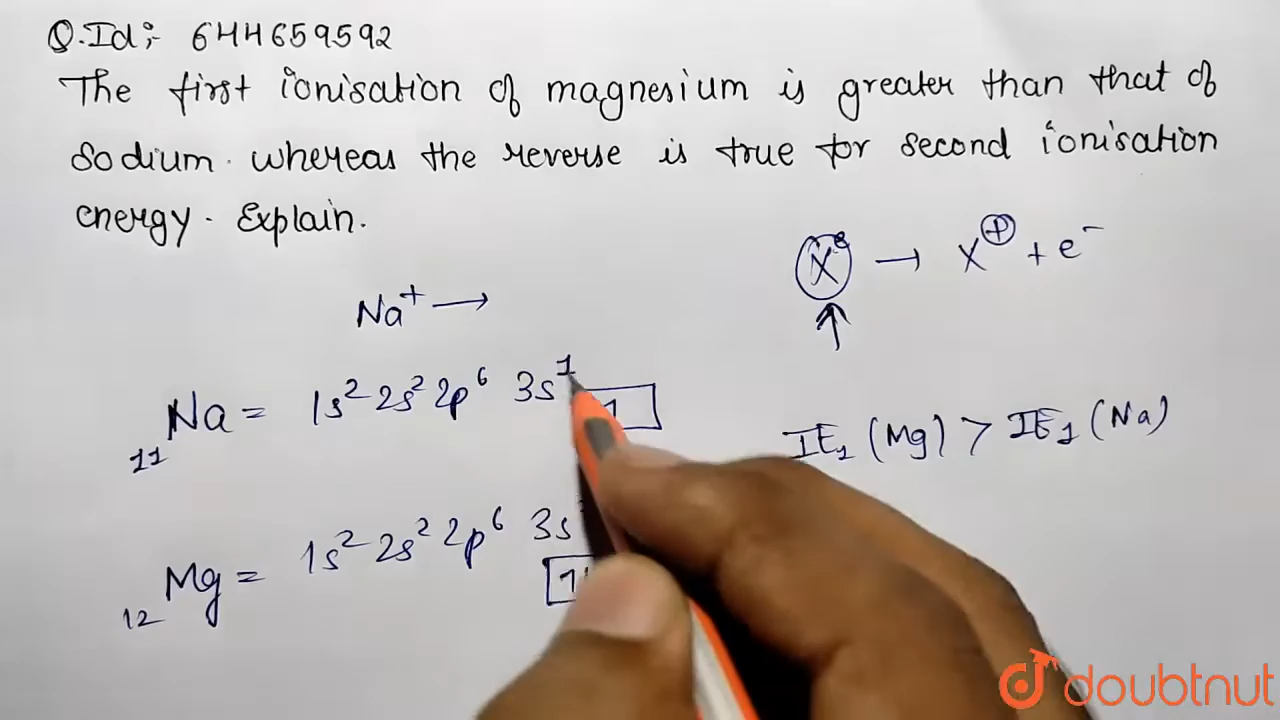 Q.Id:- 644659592
The first ionisation of magnesium is greater than that of
sodium. whereas the reverse is true for second ionisation
energy. Explain.
X → X⊕ + e⁻
Na⁺ →
₁₁Na = 1s² 2s² 2p⁶ 3s¹ 1
IE₁ (Mg) > IE₁ (Na)
₁₂Mg = 1s² 2s² 2p⁶ 3s
doubtnut